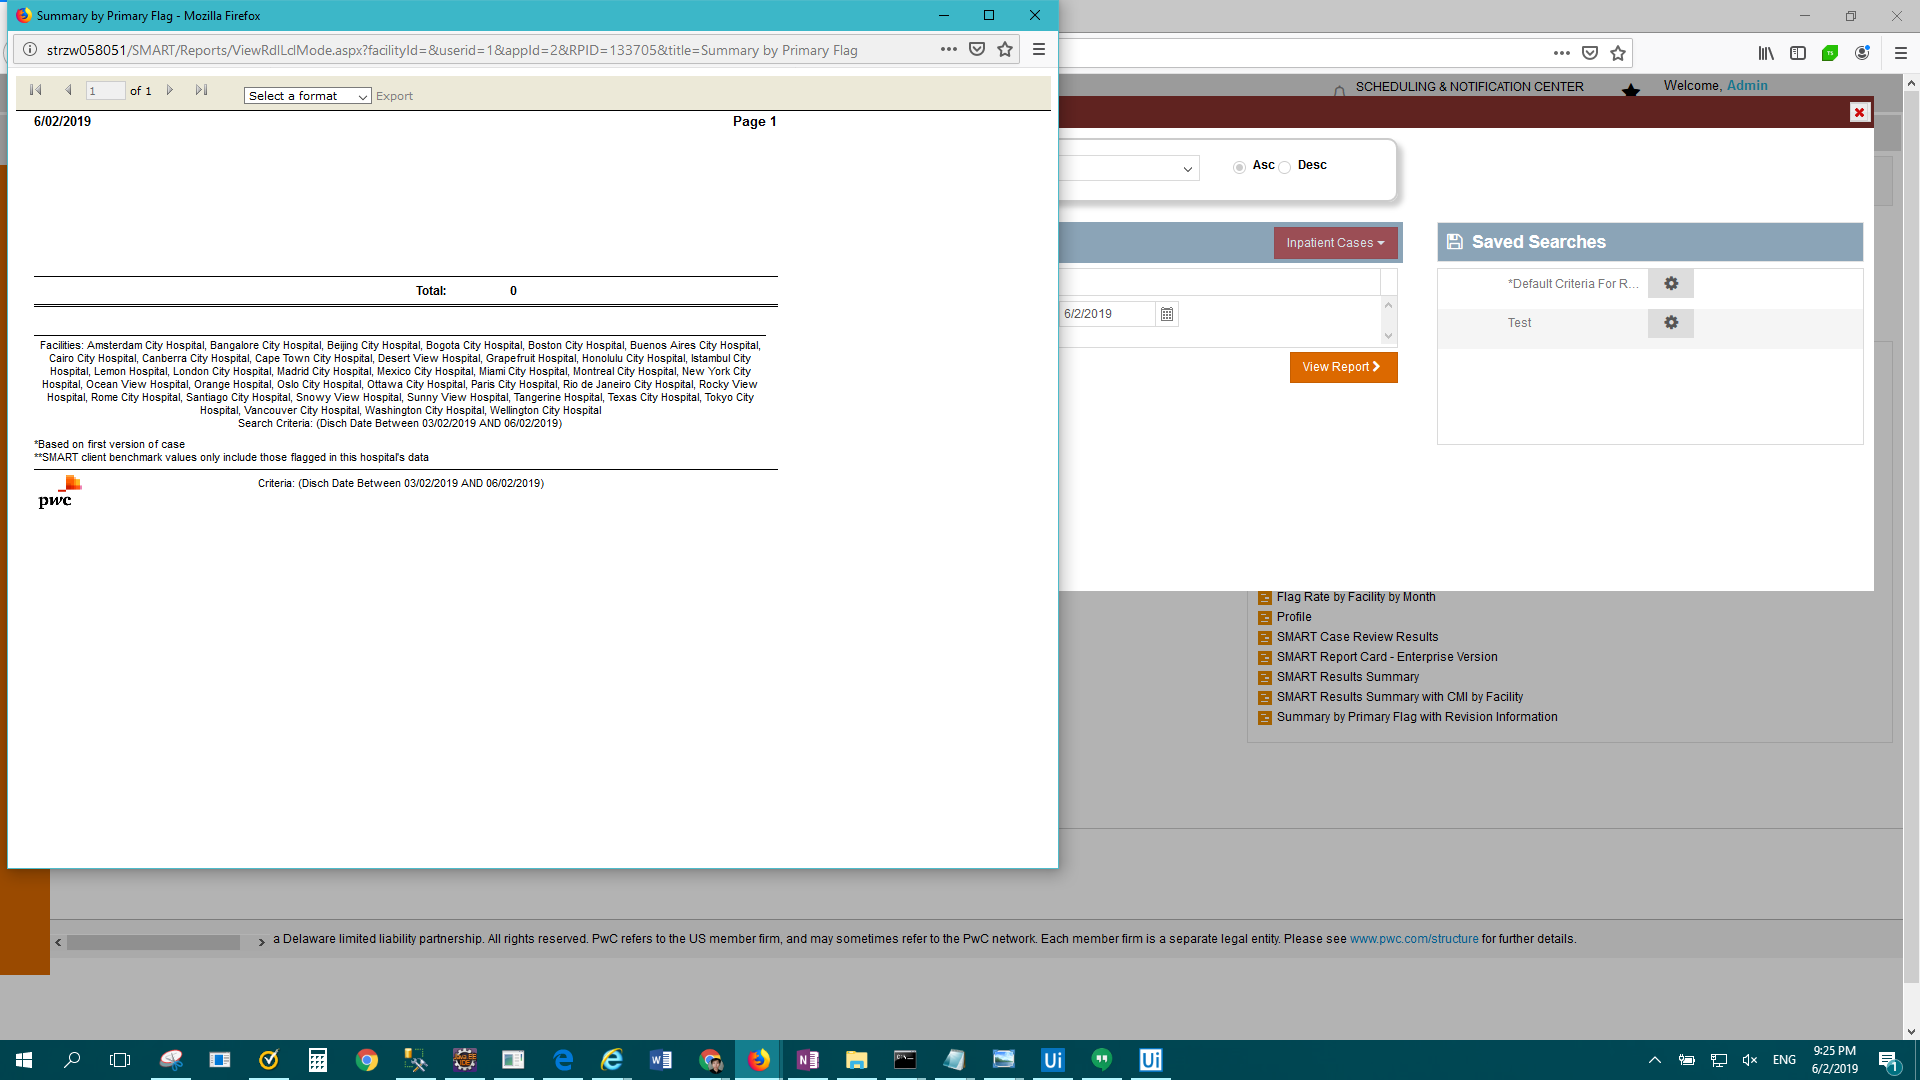 Summary by Primary Flag - Mozilla Firefox
strzw058051/SMART/Reports/ViewRdlLclMode.aspx?facilityId=&userid=1&appId=2&RPID=133705&title=Summary by Primary Flag
1 of 1 Select a format Export
6/02/2019 Page 1
Total: 0
Facilities: Amsterdam City Hospital, Bangalore City Hospital, Beijing City Hospital, Bogota City Hospital, Boston City Hospital, Buenos Aires City Hospital,
Cairo City Hospital, Canberra City Hospital, Cape Town City Hospital, Desert View Hospital, Grapefruit Hospital, Honolulu City Hospital, Istambul City
Hospital, Lemon Hospital, London City Hospital, Madrid City Hospital, Mexico City Hospital, Miami City Hospital, Montreal City Hospital, New York City
Hospital, Ocean View Hospital, Orange Hospital, Oslo City Hospital, Ottawa City Hospital, Paris City Hospital, Rio de Janeiro City Hospital, Rocky View
Hospital, Rome City Hospital, Santiago City Hospital, Snowy View Hospital, Sunny View Hospital, Tangerine Hospital, Texas City Hospital, Tokyo City
Hospital, Vancouver City Hospital, Washington City Hospital, Wellington City Hospital
Search Criteria: (Disch Date Between 03/02/2019 AND 06/02/2019)
*Based on first version of case
**SMART client benchmark values only include those flagged in this hospital's data
pwc
Criteria: (Disch Date Between 03/02/2019 AND 06/02/2019)
SCHEDULING & NOTIFICATION CENTER
Welcome, Admin
Asc Desc
Inpatient Cases
6/2/2019
View Report
Saved Searches
*Default Criteria For R...
Test
Flag Rate by Facility by Month
Profile
SMART Case Review Results
SMART Report Card - Enterprise Version
SMART Results Summary
SMART Results Summary with CMI by Facility
Summary by Primary Flag with Revision Information
a Delaware limited liability partnership. All rights reserved. PwC refers to the US member firm, and may sometimes refer to the PwC network. Each member firm is a separate legal entity. Please see www.pwc.com/structure for further details.
ENG
9:25 PM
6/2/2019
1